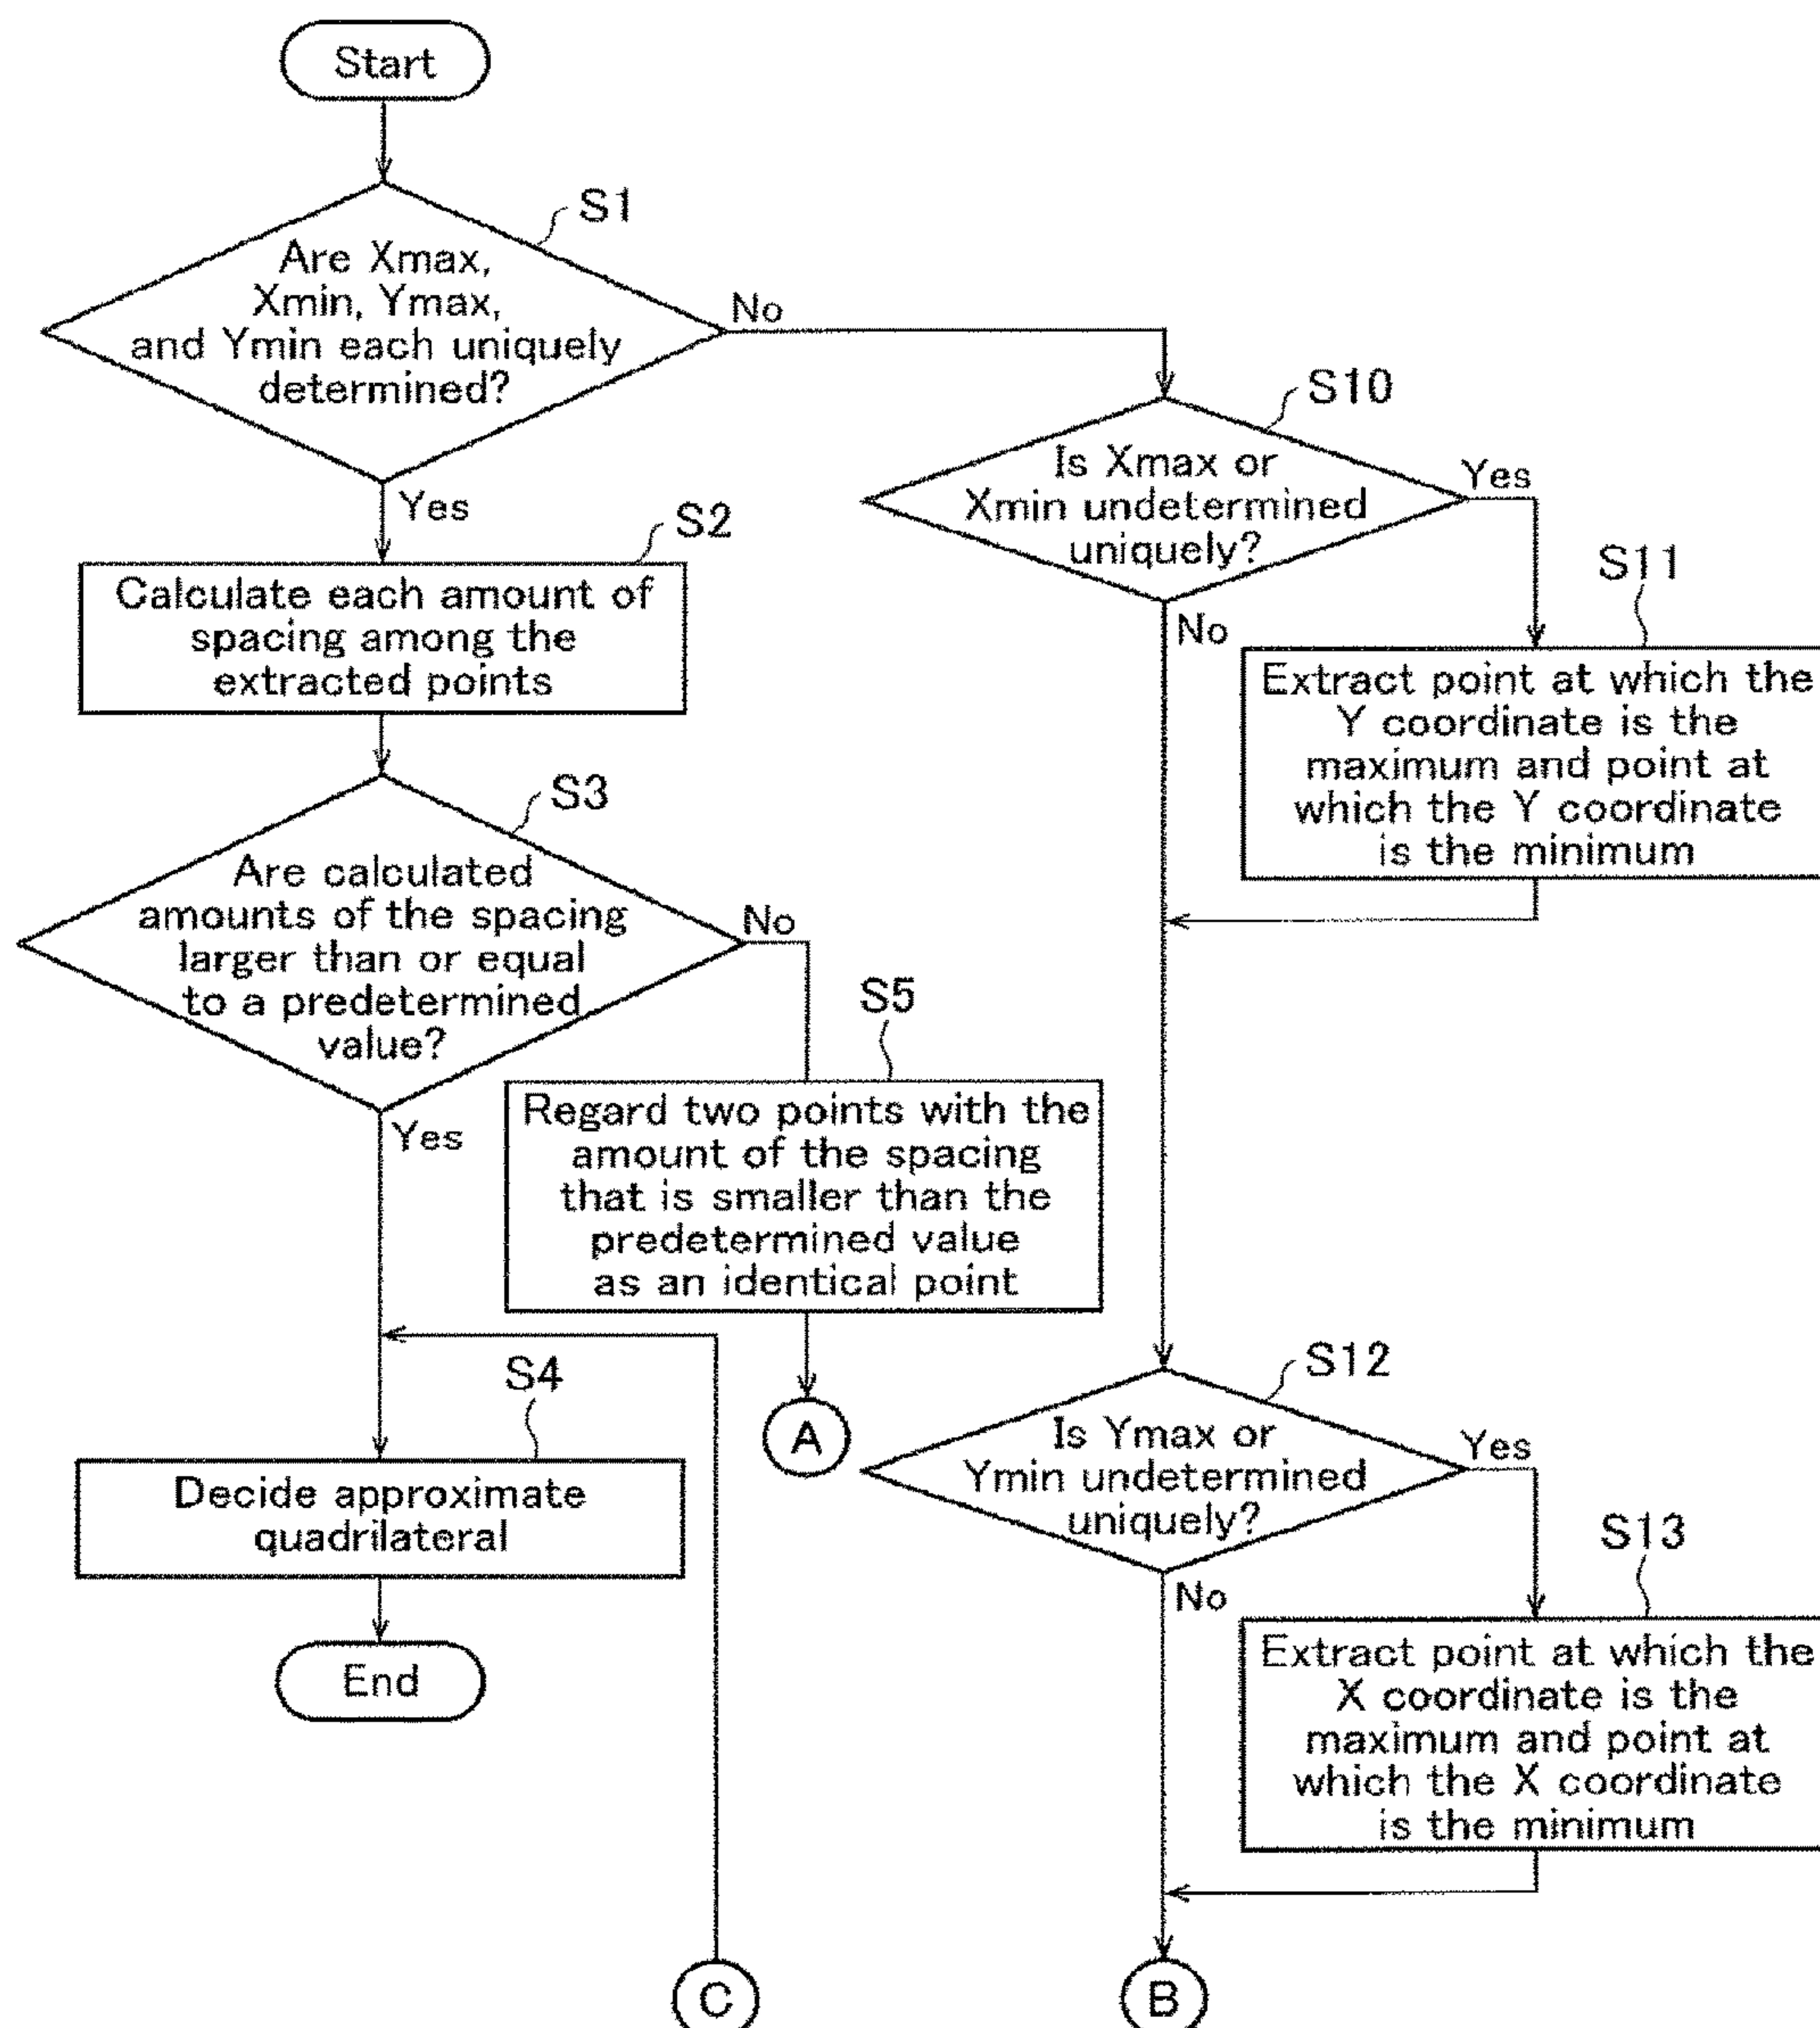 Start
S1
Are Xmax,
Xmin, Ymax,
and Ymin each uniquely
determined?
No
Yes
S2
Calculate each amount of
spacing among the
extracted points
S3
Are calculated
amounts of the spacing
larger than or equal
to a predetermined
value?
No
Yes
S5
Regard two points with the
amount of the spacing
that is smaller than the
predetermined value
as an identical point
A
S4
Decide approximate
quadrilateral
End
C
S10
Is Xmax or
Xmin undetermined
uniquely?
Yes
No
S11
Extract point at which the
Y coordinate is the
maximum and point at
which the Y coordinate
is the minimum
S12
Is Ymax or
Ymin undetermined
uniquely?
Yes
No
S13
Extract point at which the
X coordinate is the
maximum and point at
which the X coordinate
is the minimum
B